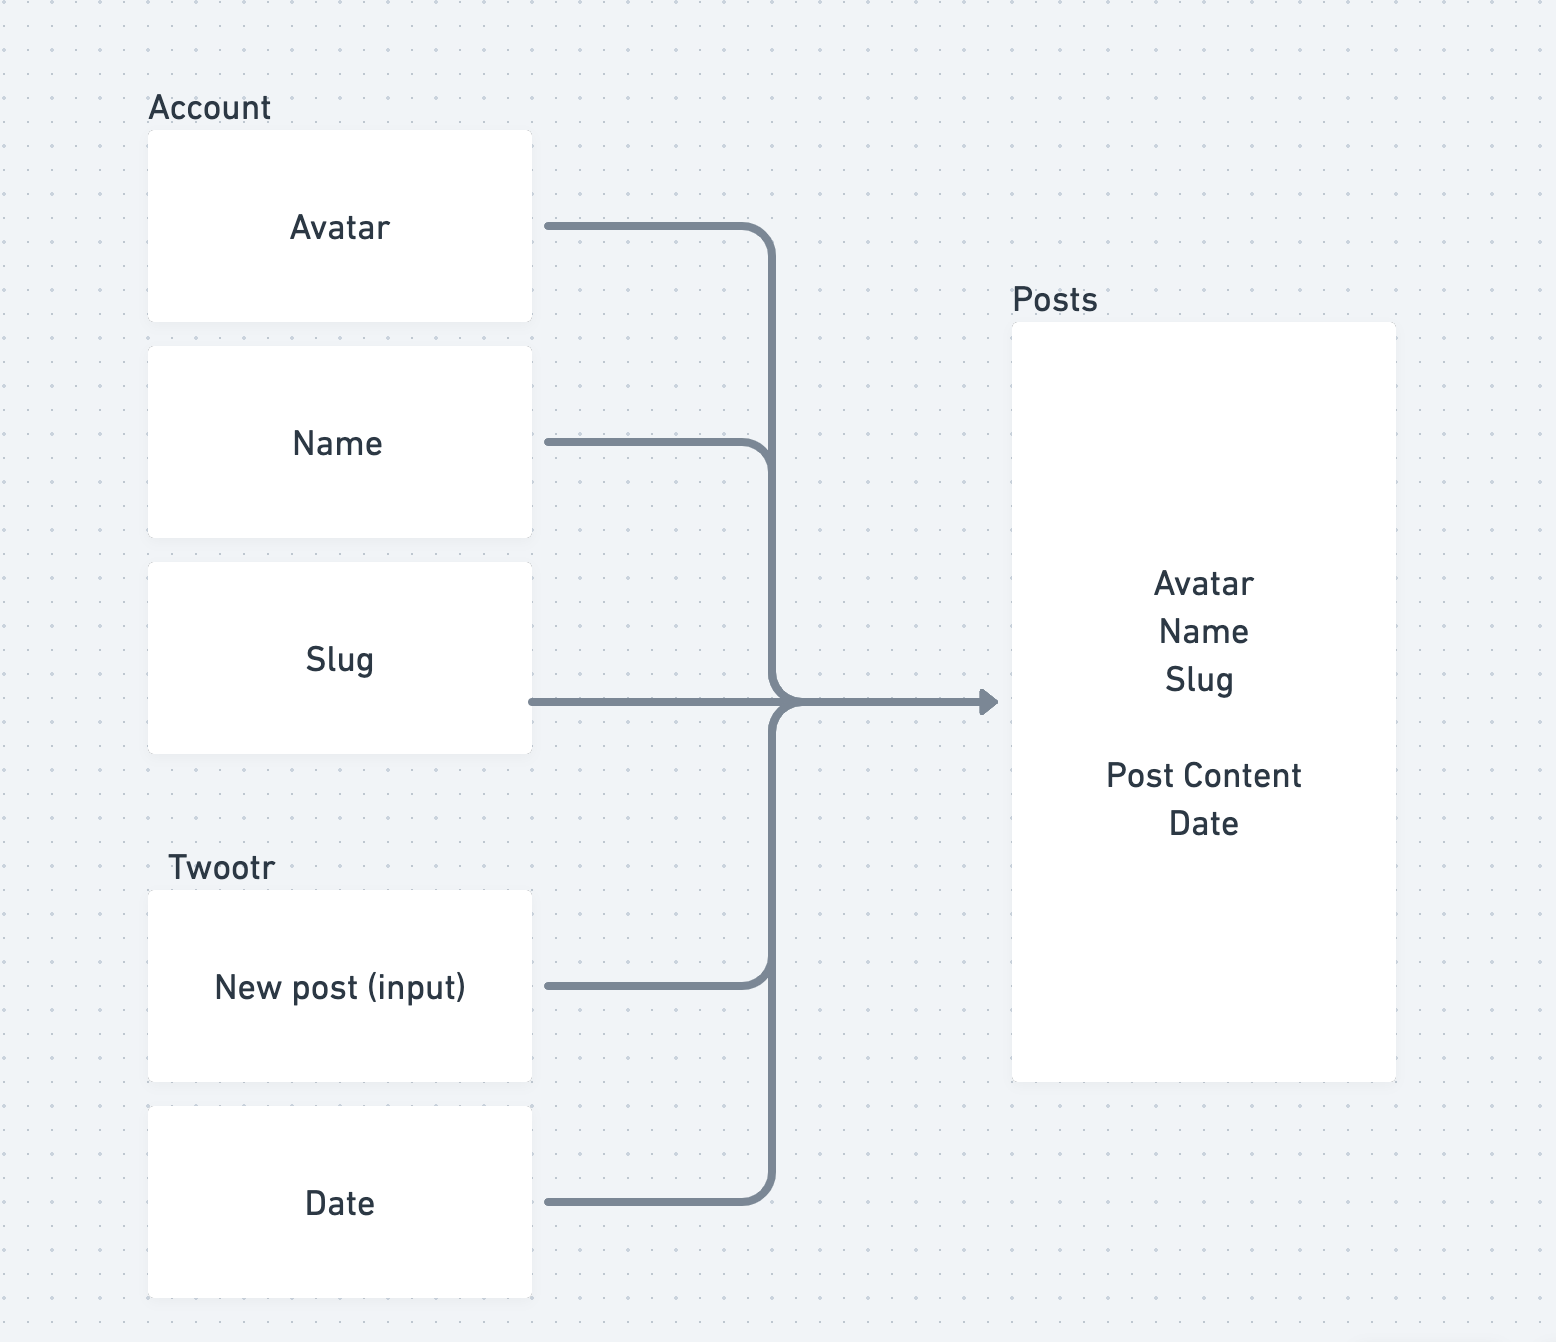 Account
Avatar
Name
Slug
Twootr
New post (input)
Date
Posts
Avatar
Name
Slug
Post Content
Date